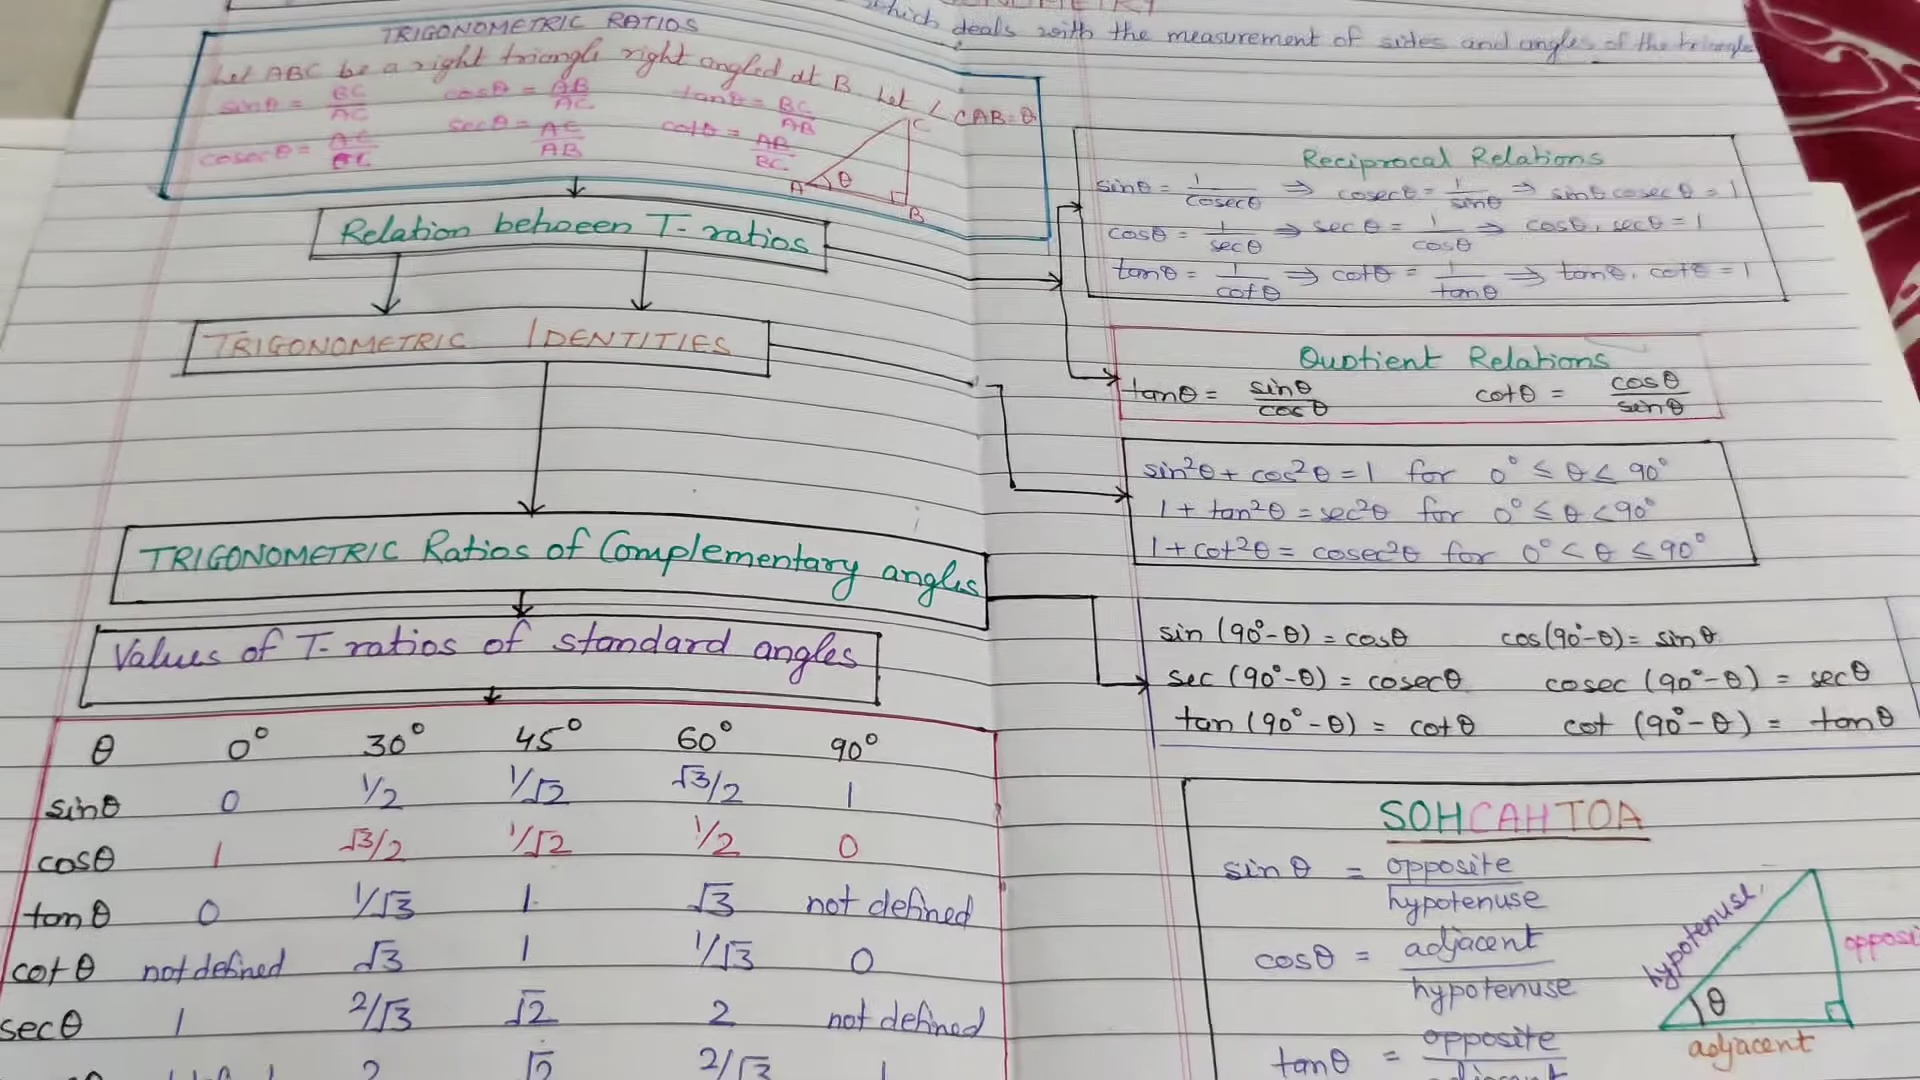 which deals with the measurement of sides and angles of the triangle
TRIGONOMETRIC RATIOS
Let ABC be a right triangle right angled at B. Let ∠CAB=θ
sinθ = BC/AC cosθ = AB/AC tanθ = BC/AB
cosecθ = AC/BC secθ = AC/AB cotθ = AB/BC
A θ B C
Relation between T-ratios
Reciprocal Relations
sinθ = 1/cosecθ ⇒ cosecθ = 1/sinθ ⇒ sinθ cosecθ = 1
cosθ = 1/secθ ⇒ secθ = 1/cosθ ⇒ cosθ. secθ = 1
tanθ = 1/cotθ ⇒ cotθ = 1/tanθ ⇒ tanθ. cotθ = 1
TRIGONOMETRIC IDENTITIES
Quotient Relations
tanθ = sinθ/cosθ cotθ = cosθ/sinθ
sin²θ + cos²θ = 1 for 0° ≤ θ ≤ 90°
1 + tan²θ = sec²θ for 0° ≤ θ < 90°
1 + cot²θ = cosec²θ for 0° < θ ≤ 90°
TRIGONOMETRIC Ratios of Complementary angles
sin (90°-θ) = cosθ cos(90°-θ) = sinθ
sec (90°-θ) = cosecθ cosec (90°-θ) = secθ
tan (90°-θ) = cotθ cot (90°-θ) = tanθ
Values of T-ratios of standard angles
θ 0° 30° 45° 60° 90°
sinθ 0 1/2 1/√2 √3/2 1
cosθ 1 √3/2 1/√2 1/2 0
tanθ 0 1/√3 1 √3 not defined
cotθ not defined √3 1 1/√3 0
secθ 1 2/√3 √2 2 not defined
2 √2 2/√3 1
SOHCAHTOA
sinθ = opposite/hypotenuse
cosθ = adjacent/hypotenuse
tanθ = opposite
hypotenuse
θ
adjacent